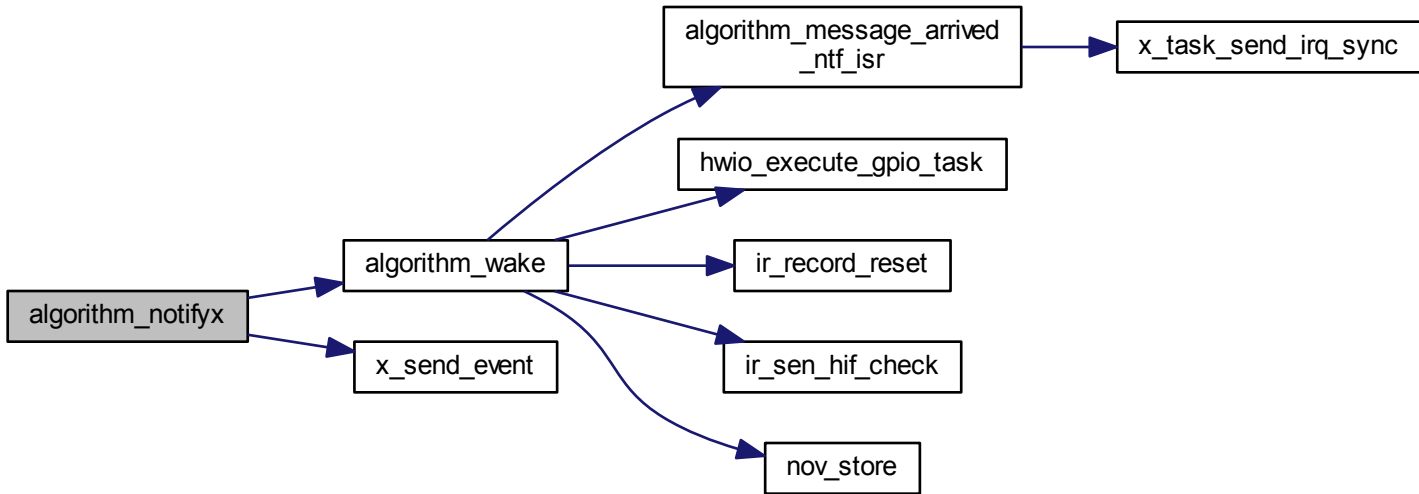 algorithm_message_arrived
_ntf_isr
x_task_send_irq_sync
hwio_execute_gpio_task
algorithm_wake
ir_record_reset
algorithm_notifyx
x_send_event
ir_sen_hif_check
nov_store